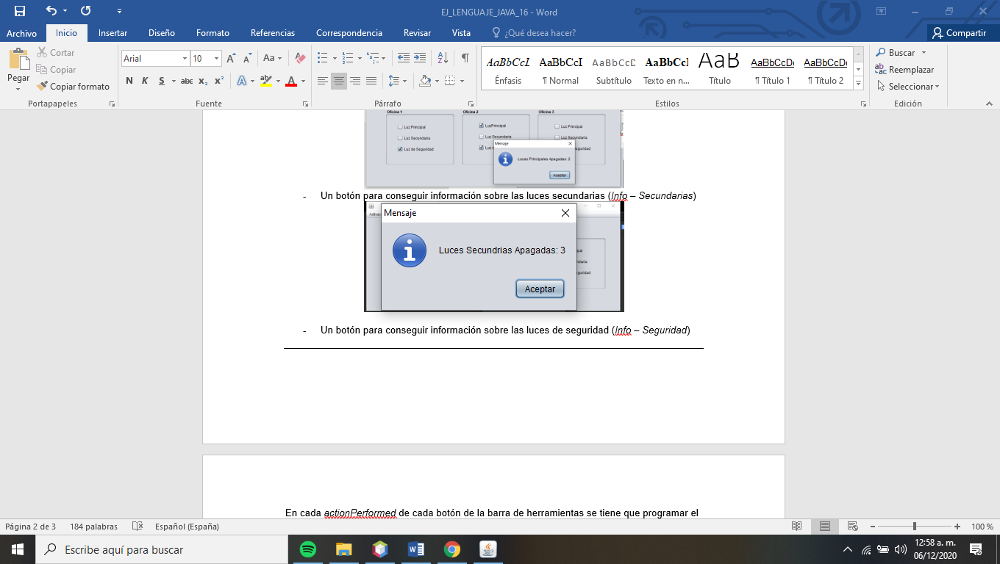 EJ_LENGUAJE_JAVA_16 - Word
Archivo Inicio Insertar Diseño Formato Referencias Correspondencia Revisar Vista ¿Qué desea hacer? Compartir
Pegar
Cortar
Copiar
Copiar formato
Portapapeles
Arial 10
Aa
N K S abc x₂ x²
Fuente
Párrafo
AaBbCcL AaBbCcI AaBbCcD AaBbCcI AaB AaBbCcDc AaBbCcDc
Énfasis ¶ Normal Subtítulo Texto en n... Título ¶ Título 1 ¶ Título 2
Estilos
Buscar
Reemplazar
Seleccionar
Edición
Oficina 1 Oficina 2 Oficina 3
Luz Principal LuzPrincipal Luz Principal
Luz Secundaria Luz Secundaria Luz Secundaria
Luz de Seguridad
Mensaje
Luces Principales Apagadas: 2
Aceptar
- Un botón para conseguir información sobre las luces secundarias (Info – Secundarias)
Mensaje
Luces Secundrias Apagadas: 3
Aceptar
- Un botón para conseguir información sobre las luces de seguridad (Info – Seguridad)
En cada actionPerformed de cada botón de la barra de herramientas se tiene que programar el
Página 2 de 3 184 palabras Español (España) 100 %
Escribe aquí para buscar
12:58 a. m.
06/12/2020